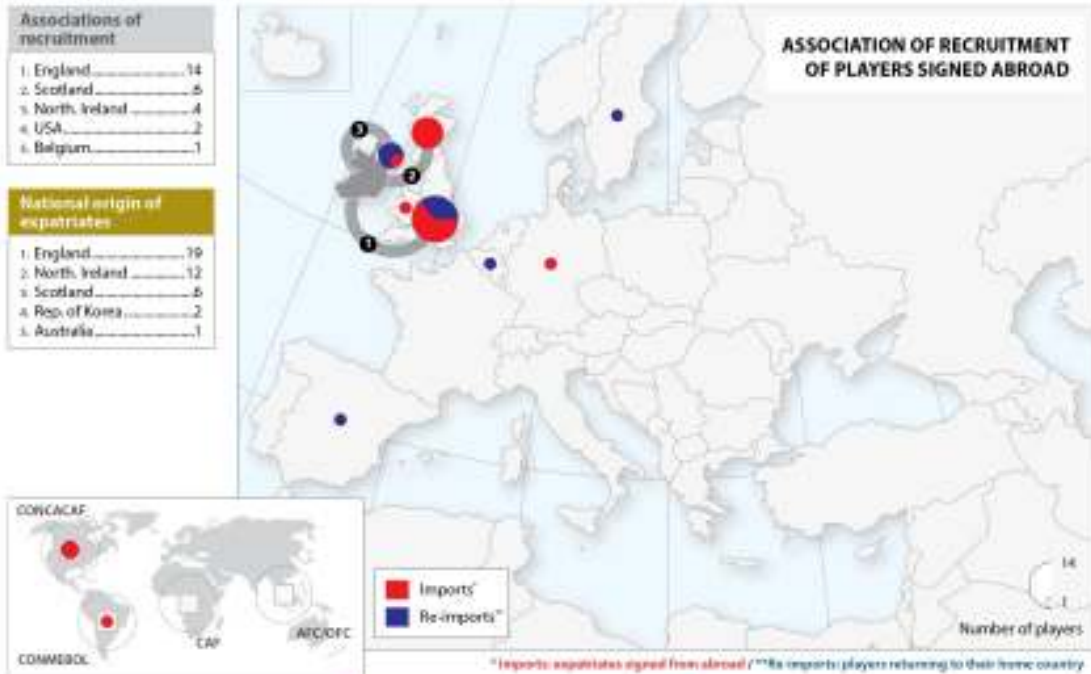 Associations of
recruitment
1. England 14
2. Scotland 6
3. North. Ireland 4
4. USA 2
5. Belgium 1
National origin of
expatriates
1. England 19
2. North. Ireland 12
3. Scotland 6
4. Rep. of Korea 2
5. Australia 1
ASSOCIATION OF RECRUITMENT
OF PLAYERS SIGNED ABROAD
3
2
1
CONCACAF
CONMEBOL
CAF
AFC/OFC
Imports*
Re-imports**
14
1
Number of players
*Imports: expatriates signed from abroad / **Re-imports: players returning to their home country